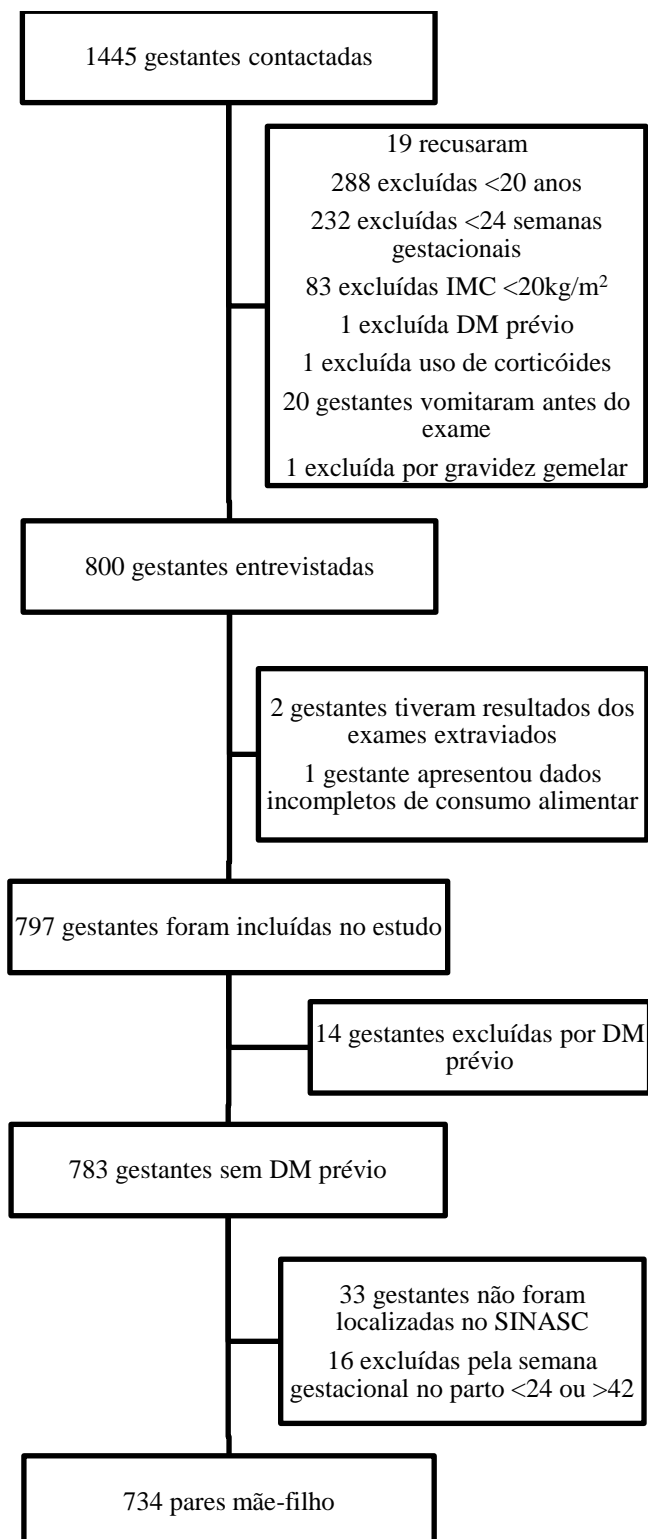 1445 gestantes contactadas
19 recusaram
288 excluídas <20 anos
232 excluídas <24 semanas
gestacionais
83 excluídas IMC <20kg/m²
1 excluída DM prévio
1 excluída uso de corticóides
20 gestantes vomitaram antes do
exame
1 excluída por gravidez gemelar
800 gestantes entrevistadas
2 gestantes tiveram resultados dos
exames extraviados
1 gestante apresentou dados
incompletos de consumo alimentar
797 gestantes foram incluídas no estudo
14 gestantes excluídas por DM
prévio
783 gestantes sem DM prévio
33 gestantes não foram
localizadas no SINASC
16 excluídas pela semana
gestacional no parto <24 ou >42
734 pares mãe-filho